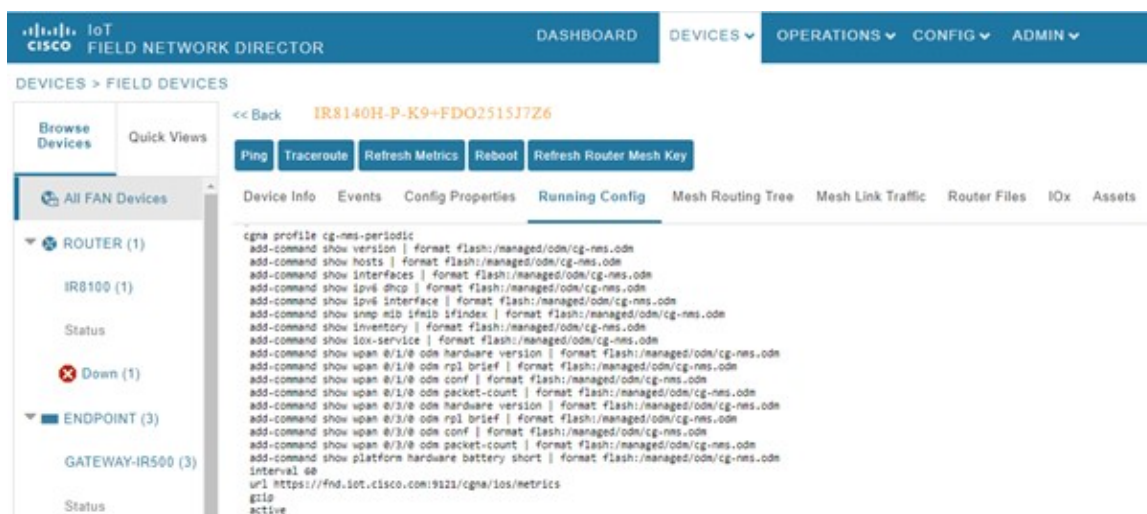 IoT
CISCO FIELD NETWORK DIRECTOR
DASHBOARD
DEVICES
OPERATIONS
CONFIG
ADMIN
DEVICES > FIELD DEVICES
Browse
Devices
Quick Views
<< Back
IR8140H-P-K9+FDO2515J7Z6
Ping
Traceroute
Refresh Metrics
Reboot
Refresh Router Mesh Key
All FAN Devices
Device Info
Events
Config Properties
Running Config
Mesh Routing Tree
Mesh Link Traffic
Router Files
IOx
Assets
ROUTER (1)
IR8100 (1)
Status
Down (1)
ENDPOINT (3)
GATEWAY-IR500 (3)
Status
cgna profile cg-nms-periodic
add-command show version | format flash:/managed/odm/cg-nms.odm
add-command show hosts | format flash:/managed/odm/cg-nms.odm
add-command show interfaces | format flash:/managed/odm/cg-nms.odm
add-command show ipv6 dhcp | format flash:/managed/odm/cg-nms.odm
add-command show ipv6 interface | format flash:/managed/odm/cg-nms.odm
add-command show snmp mib ifmib ifindex | format flash:/managed/odm/cg-nms.odm
add-command show inventory | format flash:/managed/odm/cg-nms.odm
add-command show iox-service | format flash:/managed/odm/cg-nms.odm
add-command show wpan 0/1/0 odm hardware version | format flash:/managed/odm/cg-nms.odm
add-command show wpan 0/1/0 odm rpl brief | format flash:/managed/odm/cg-nms.odm
add-command show wpan 0/1/0 odm conf | format flash:/managed/odm/cg-nms.odm
add-command show wpan 0/1/0 odm packet-count | format flash:/managed/odm/cg-nms.odm
add-command show wpan 0/3/0 odm hardware version | format flash:/managed/odm/cg-nms.odm
add-command show wpan 0/3/0 odm rpl brief | format flash:/managed/odm/cg-nms.odm
add-command show wpan 0/3/0 odm conf | format flash:/managed/odm/cg-nms.odm
add-command show wpan 0/3/0 odm packet-count | format flash:/managed/odm/cg-nms.odm
add-command show platform hardware battery short | format flash:/managed/odm/cg-nms.odm
interval 60
url https://fnd.iot.cisco.com:9121/cgna/ios/metrics
gzip
active